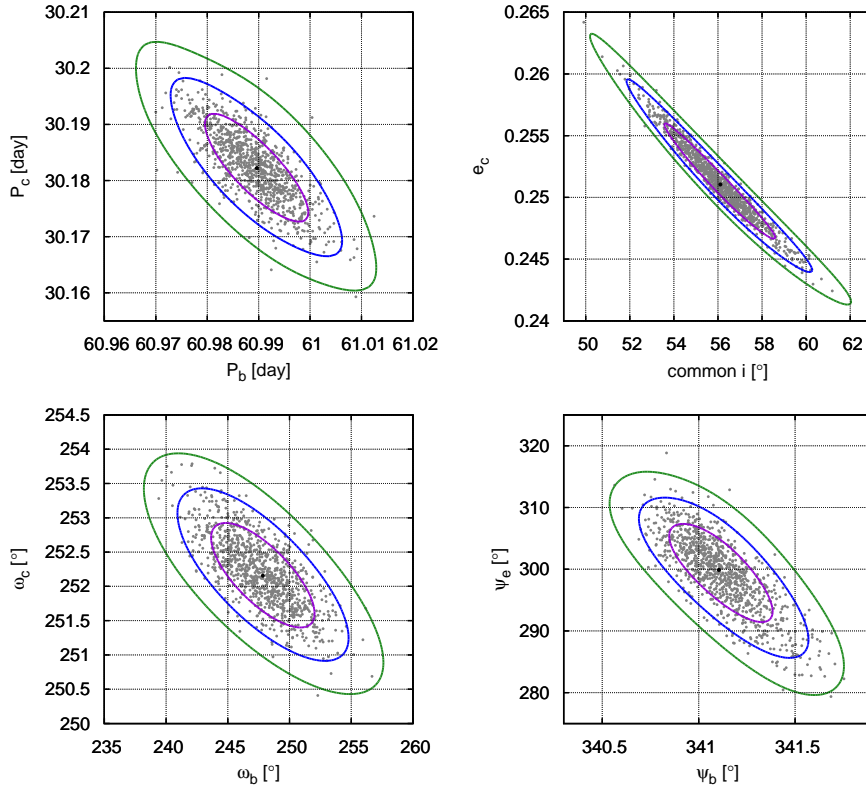 30.21
30.2
30.19
30.18
30.17
30.16
P_c [day]
60.96 60.97 60.98 60.99 61 61.01 61.02
P_b [day]
0.265
0.26
0.255
0.25
0.245
0.24
e_c
50 52 54 56 58 60 62
common i [°]
254.5
254
253.5
253
252.5
252
251.5
251
250.5
250
ω_c [°]
235 240 245 250 255 260
ω_b [°]
320
310
300
290
280
ψ_e [°]
340.5 341 341.5
ψ_b [°]